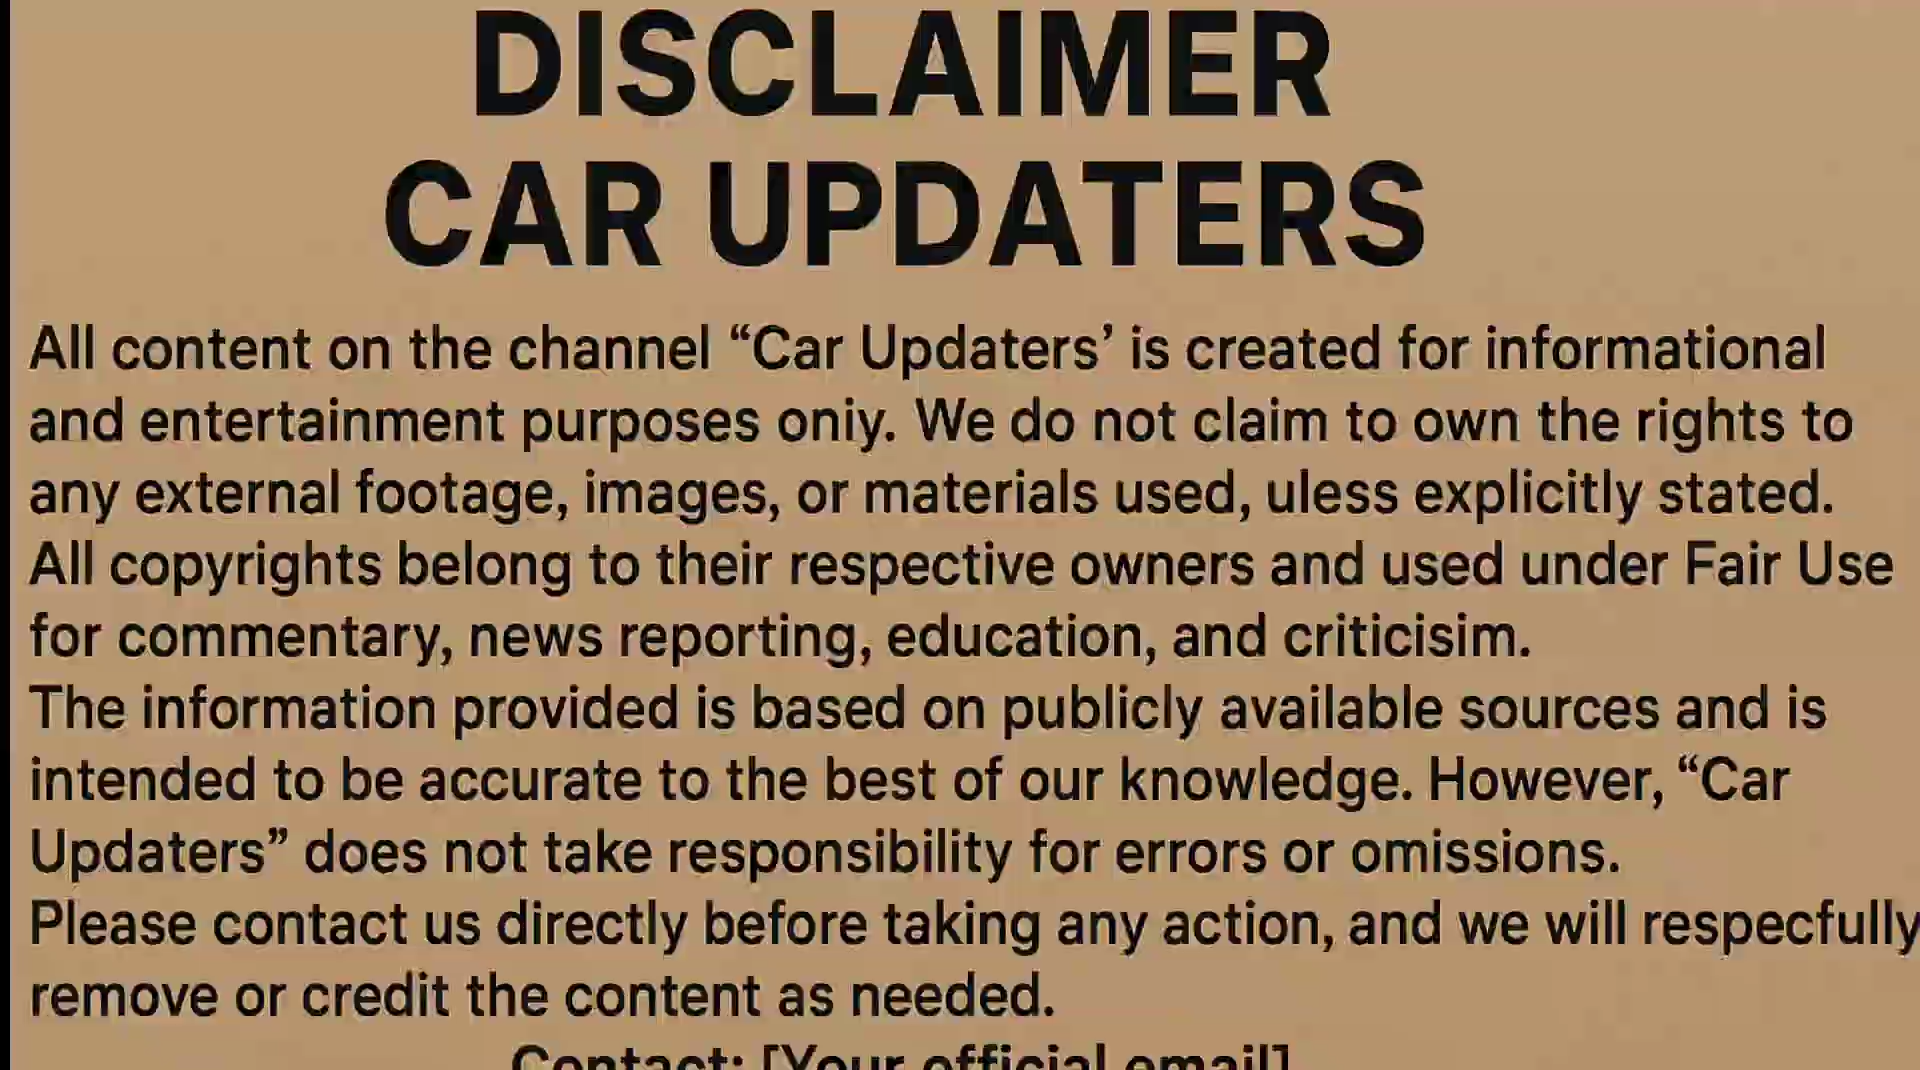 DISCLAIMER
CAR UPDATERS
All content on the channel “Car Updaters’ is created for informational
and entertainment purposes oniy. We do not claim to own the rights to
any external footage, images, or materials used, uless explicitly stated.
All copyrights belong to their respective owners and used under Fair Use
for commentary, news reporting, education, and criticisim.
The information provided is based on publicly available sources and is
intended to be accurate to the best of our knowledge. However, “Car
Updaters” does not take responsibility for errors or omissions.
Please contact us directly before taking any action, and we will respecfully
remove or credit the content as needed.
Contact: [Your official email]